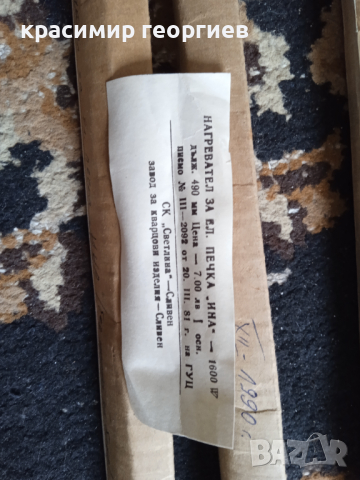 красимир георгиев
НАГРЕВАТЕЛ ЗА ЕЛ. ПЕЧКА „ИНА" — 1600 W
дълж. 490 мм Цена — 7.00 лв I осн.
писмо № III—2092 от 20. III. 81 г. на ГУЦ
СК „Светлина"—Сливен
завод за кварцови изделия—Сливен
XII - 1990 г.
BAZAR